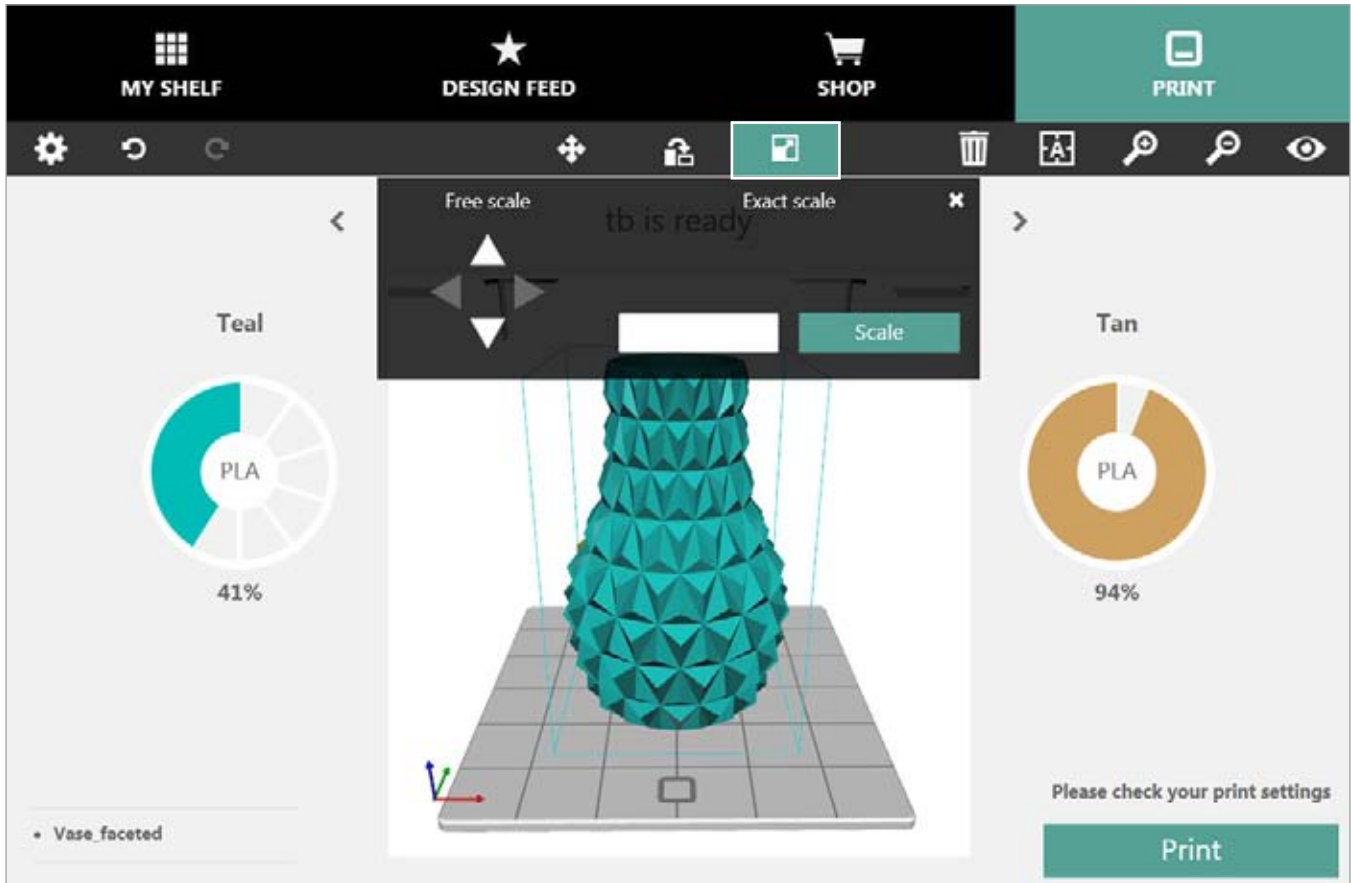 MY SHELF
DESIGN FEED
SHOP
PRINT
A
Free scale
Exact scale
tb is ready
Teal
Scale
Tan
PLA
PLA
41%
94%
Please check your print settings
• Vase_faceted
Print